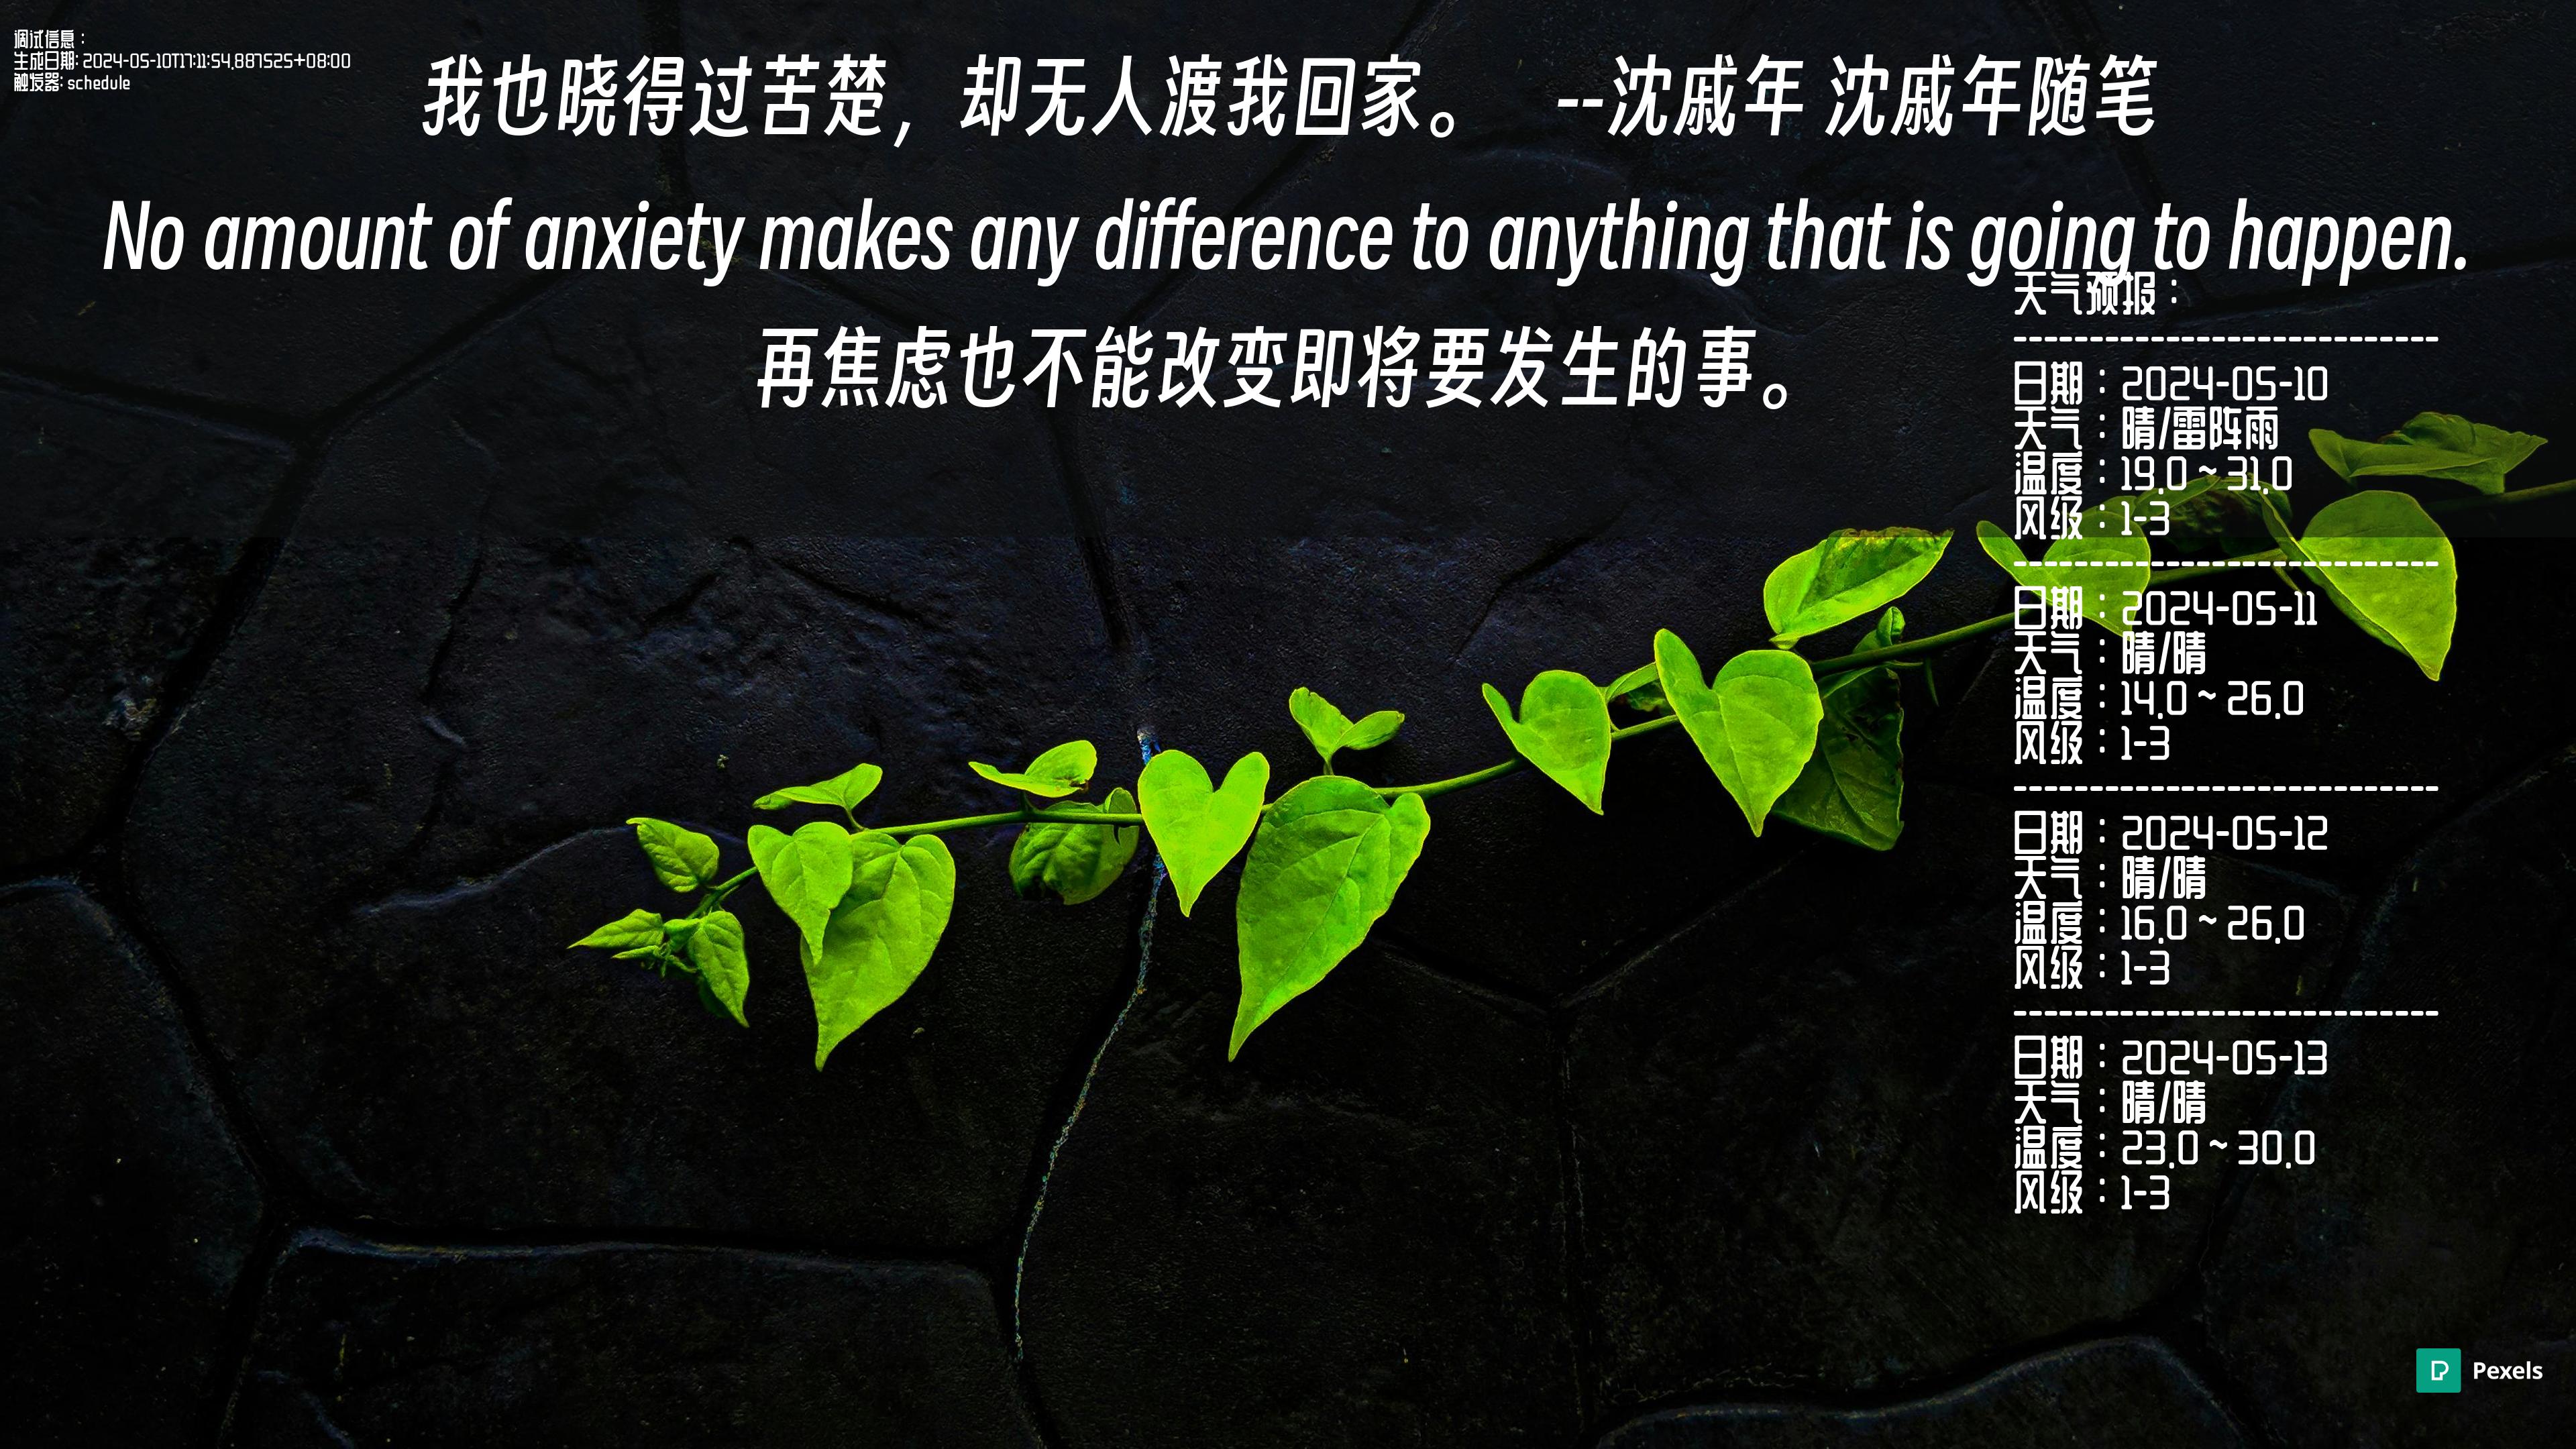 调试信息：
生成日期: 2024-05-10T17:11:54.887525+08:00
触发器: schedule
我也晓得过苦楚，却无人渡我回家。 --沈戚年 沈戚年随笔
No amount of anxiety makes any difference to anything that is going to happen.
再焦虑也不能改变即将要发生的事。
天气预报：
----------------------------
日期：2024-05-10
天气：晴/雷阵雨
温度：19.0 ~ 31.0
风级：1-3
----------------------------
日期：2024-05-11
天气：晴/晴
温度：14.0 ~ 26.0
风级：1-3
----------------------------
日期：2024-05-12
天气：晴/晴
温度：16.0 ~ 26.0
风级：1-3
----------------------------
日期：2024-05-13
天气：晴/晴
温度：23.0 ~ 30.0
风级：1-3
Pexels